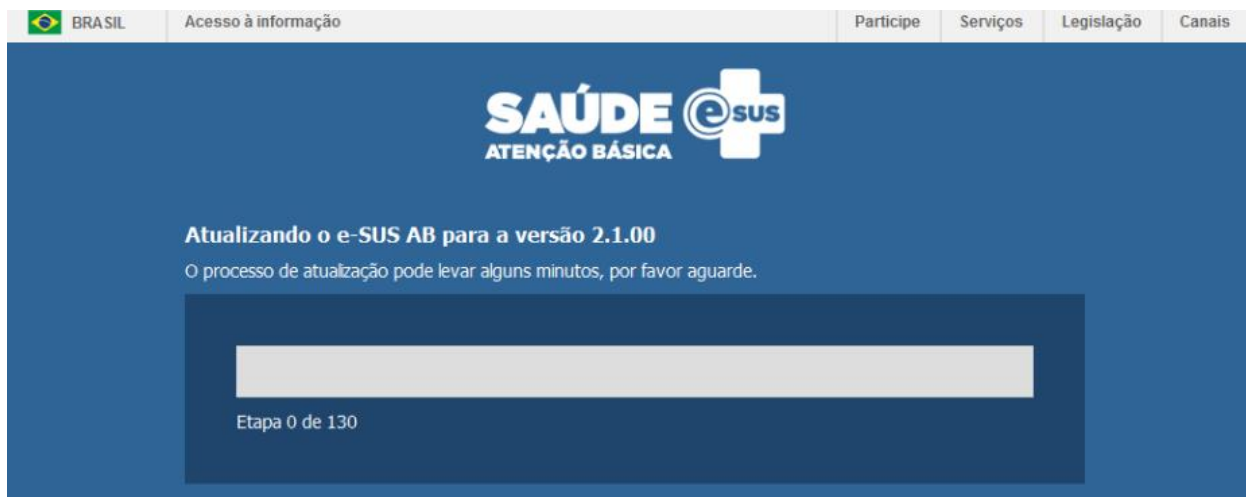 BRASIL Acesso à informação Participe Serviços Legislação Canais
SAÚDE e sus
ATENÇÃO BÁSICA
Atualizando o e-SUS AB para a versão 2.1.00
O processo de atualização pode levar alguns minutos, por favor aguarde.
Etapa 0 de 130